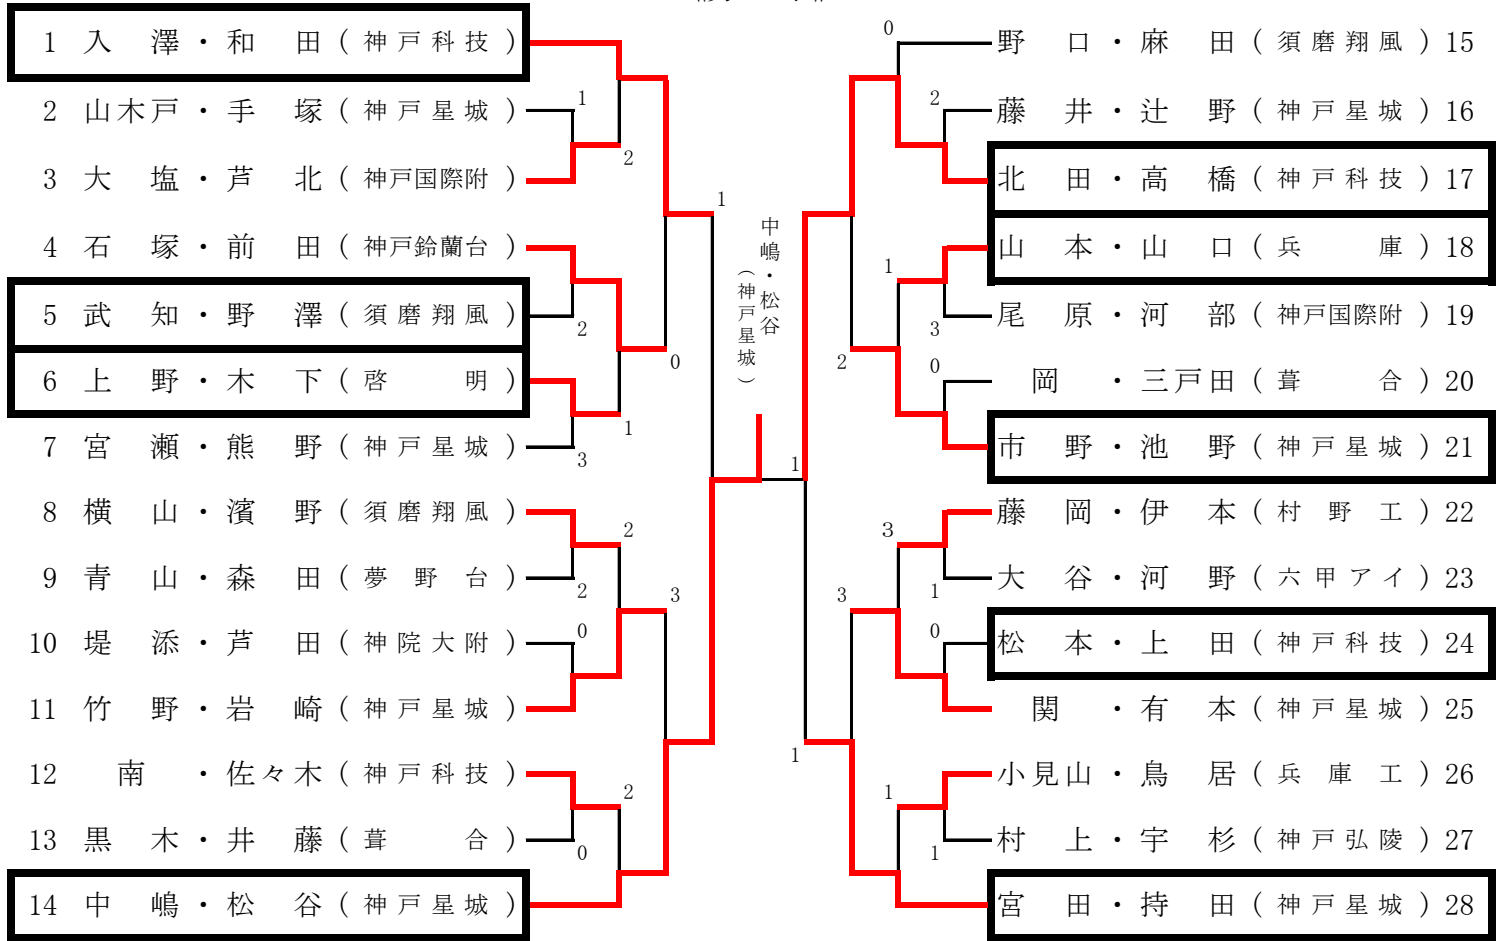 1 入澤・和田(神戸科技)
2 山木戸・手塚(神戸星城)
3 大塩・芦北(神戸国際附)
4 石塚・前田(神戸鈴蘭台)
5 武知・野澤(須磨翔風)
6 上野・木下(啓明)
7 宮瀬・熊野(神戸星城)
8 横山・濱野(須磨翔風)
9 青山・森田(夢野台)
10 堤添・芦田(神院大附)
11 竹野・岩崎(神戸星城)
12 南・佐々木(神戸科技)
13 黒木・井藤(葺合)
14 中嶋・松谷(神戸星城)
1
2
2
1
3
2
2
0
2
0
1
0
3
中嶋・松谷
(神戸星城)
1
1
0
2
1
3
0
2
3
1
0
3
1
1
野口・麻田(須磨翔風)15
藤井・辻野(神戸星城)16
北田・高橋(神戸科技)17
山本・山口(兵庫)18
尾原・河部(神戸国際附)19
岡・三戸田(葺合)20
市野・池野(神戸星城)21
藤岡・伊本(村野工)22
大谷・河野(六甲アイ)23
松本・上田(神戸科技)24
関・有本(神戸星城)25
小見山・鳥居(兵庫工)26
村上・宇杉(神戸弘陵)27
宮田・持田(神戸星城)28